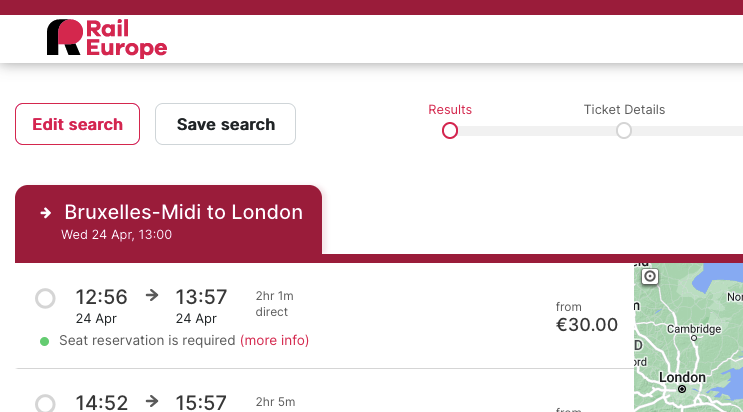 Rail
Europe
Edit search
Save search
Results
Ticket Details
Bruxelles-Midi to London
Wed 24 Apr, 13:00
12:56 → 13:57
2hr 1m
24 Apr
24 Apr
direct
from
€30.00
Seat reservation is required (more info)
14:52 → 15:57
2hr 5m
from
Cambridge
London